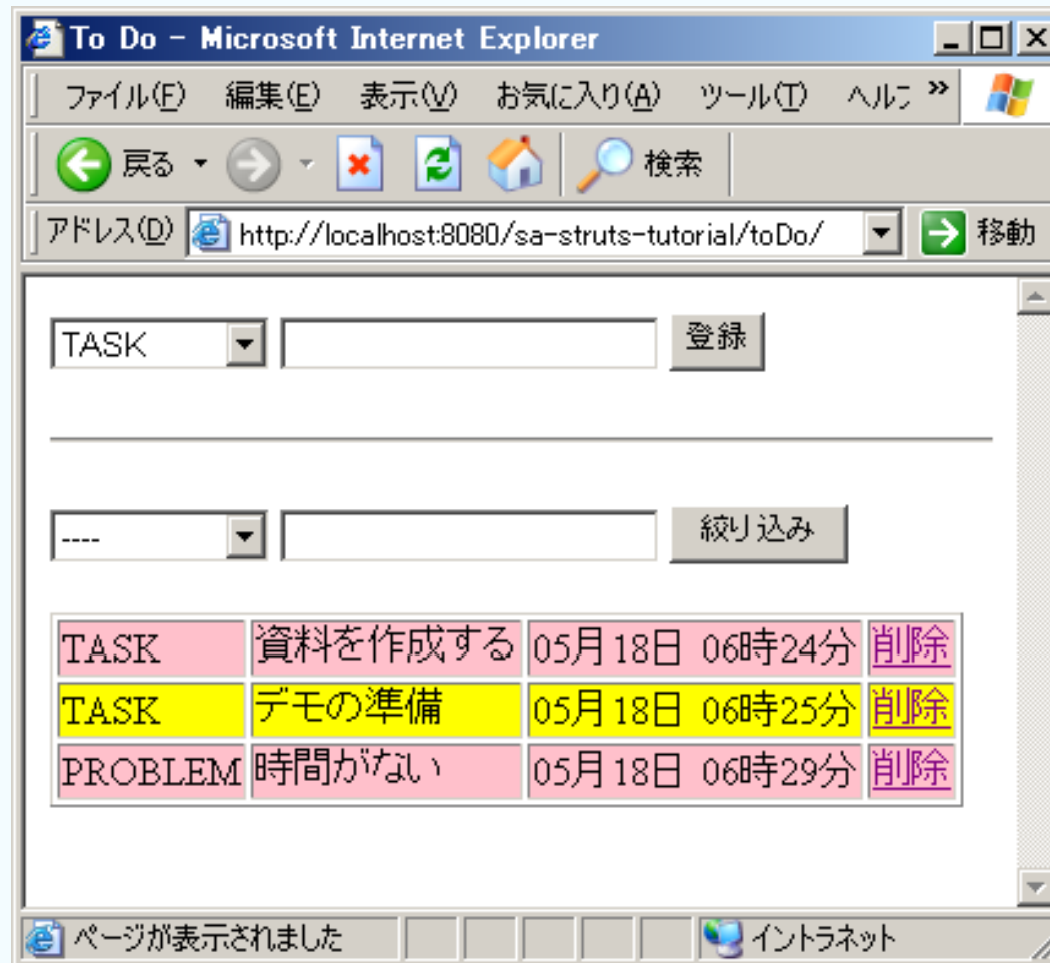 To Do - Microsoft Internet Explorer
ファイル(F) 編集(E) 表示(V) お気に入り(A) ツール(T) ヘルプ »
戻る 検索
アドレス(D) http://localhost:8080/sa-struts-tutorial/toDo/ 移動
TASK 登録
---- 絞り込み
TASK 資料を作成する 05月18日 06時24分 削除
TASK デモの準備 05月18日 06時25分 削除
PROBLEM 時間がない 05月18日 06時29分 削除
ページが表示されました イントラネット